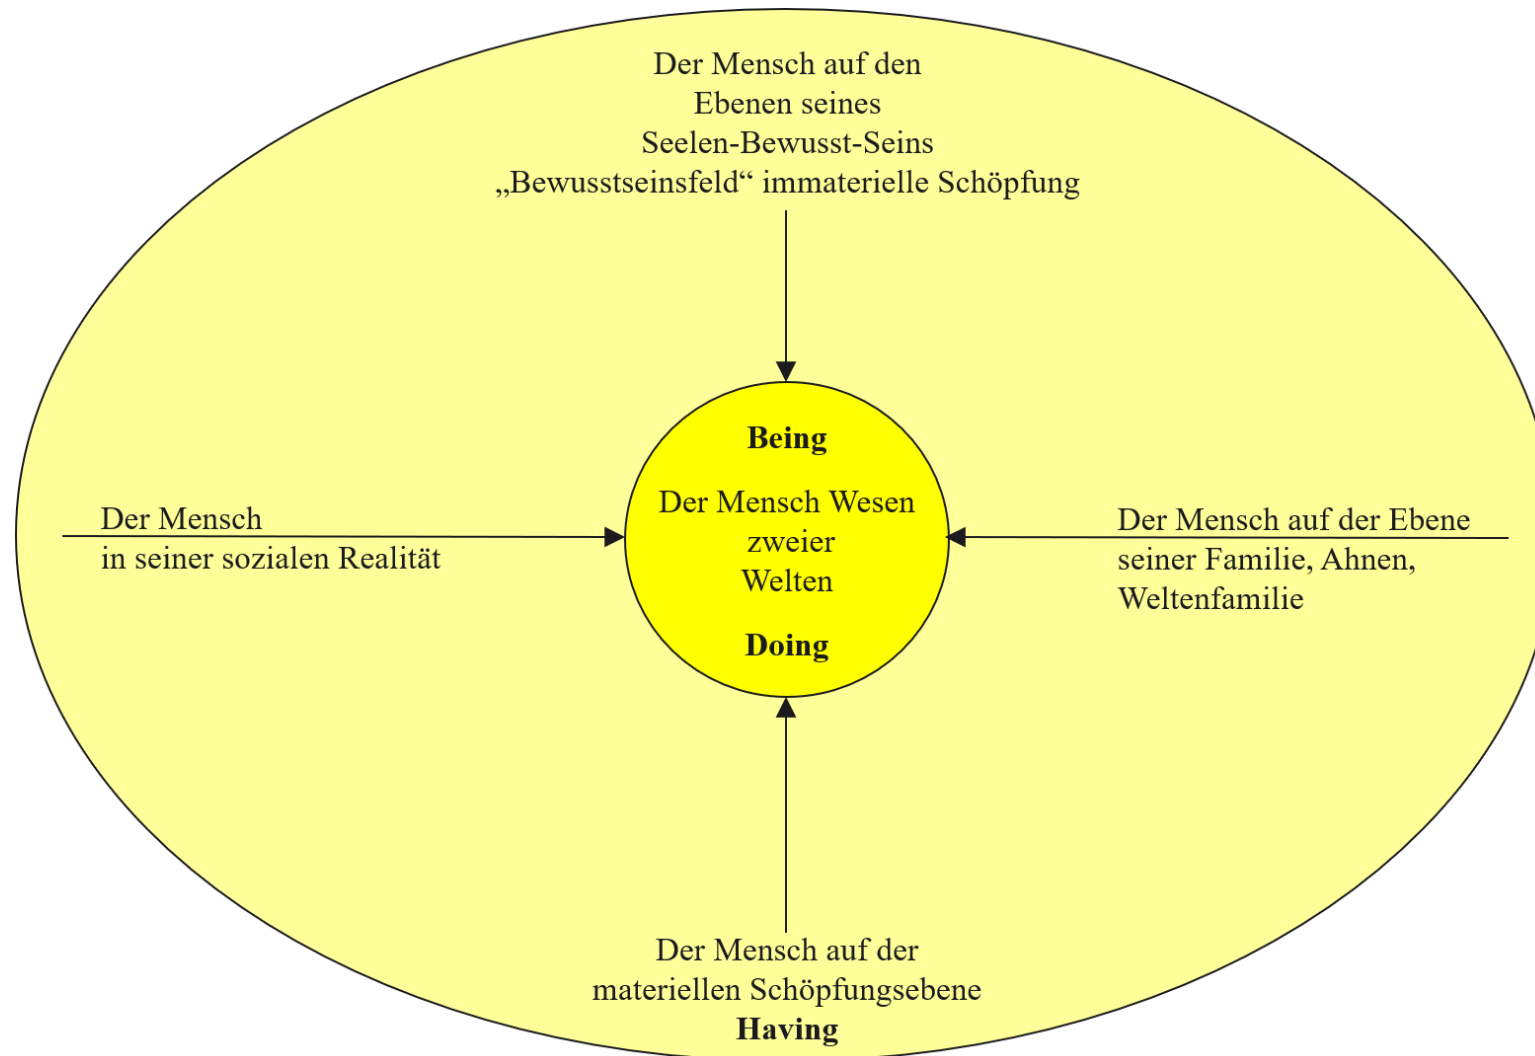 Der Mensch auf den
Ebenen seines
Seelen-Bewusst-Seins
„Bewusstseinsfeld“ immaterielle Schöpfung
Being
Der Mensch Wesen
zweier
Welten
Doing
Der Mensch
in seiner sozialen Realität
Der Mensch auf der Ebene
seiner Familie, Ahnen,
Weltenfamilie
Der Mensch auf der
materiellen Schöpfungsebene
Having